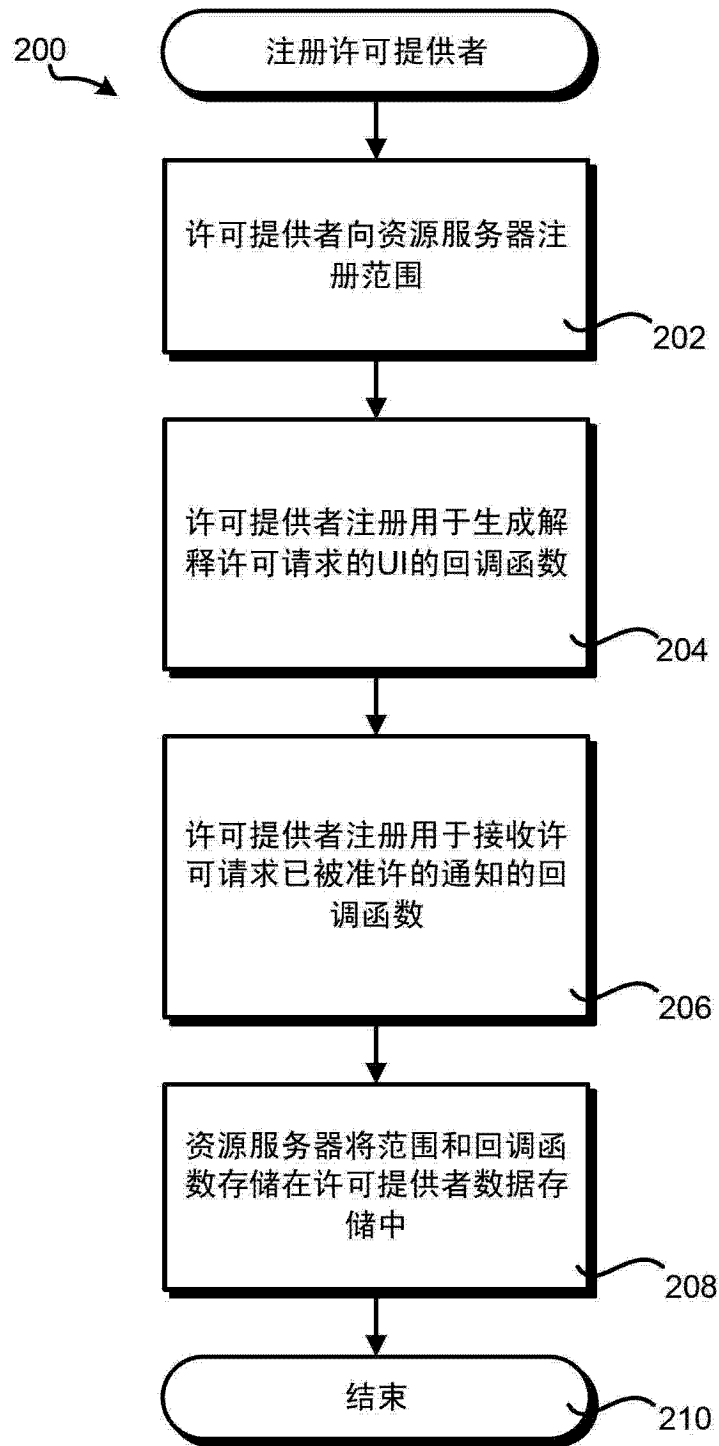 200
注册许可提供者
许可提供者向资源服务器注
册范围
202
许可提供者注册用于生成解
释许可请求的UI的回调函数
204
许可提供者注册用于接收许
可请求已被准许的通知的回
调函数
206
资源服务器将范围和回调函
数存储在许可提供者数据存
储中
208
结束
210